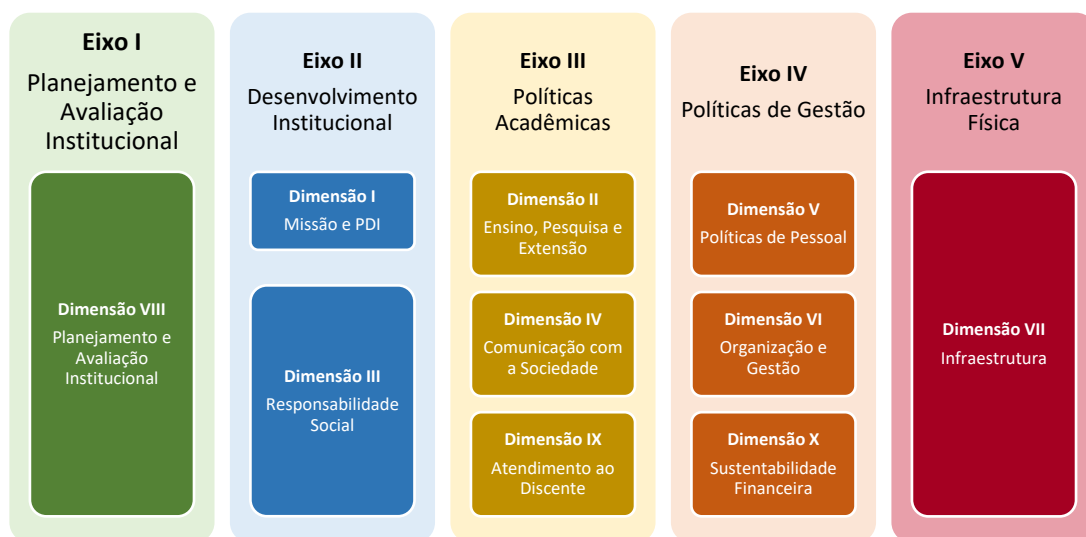 Eixo I
Planejamento e
Avaliação
Institucional
Dimensão VIII
Planejamento e
Avaliação
Institucional
Eixo II
Desenvolvimento
Institucional
Dimensão I
Missão e PDI
Dimensão III
Responsabilidade
Social
Eixo III
Políticas
Acadêmicas
Dimensão II
Ensino, Pesquisa e
Extensão
Dimensão IV
Comunicação com
a Sociedade
Dimensão IX
Atendimento ao
Discente
Eixo IV
Políticas de Gestão
Dimensão V
Políticas de Pessoal
Dimensão VI
Organização e
Gestão
Dimensão X
Sustentabilidade
Financeira
Eixo V
Infraestrutura
Física
Dimensão VII
Infraestrutura